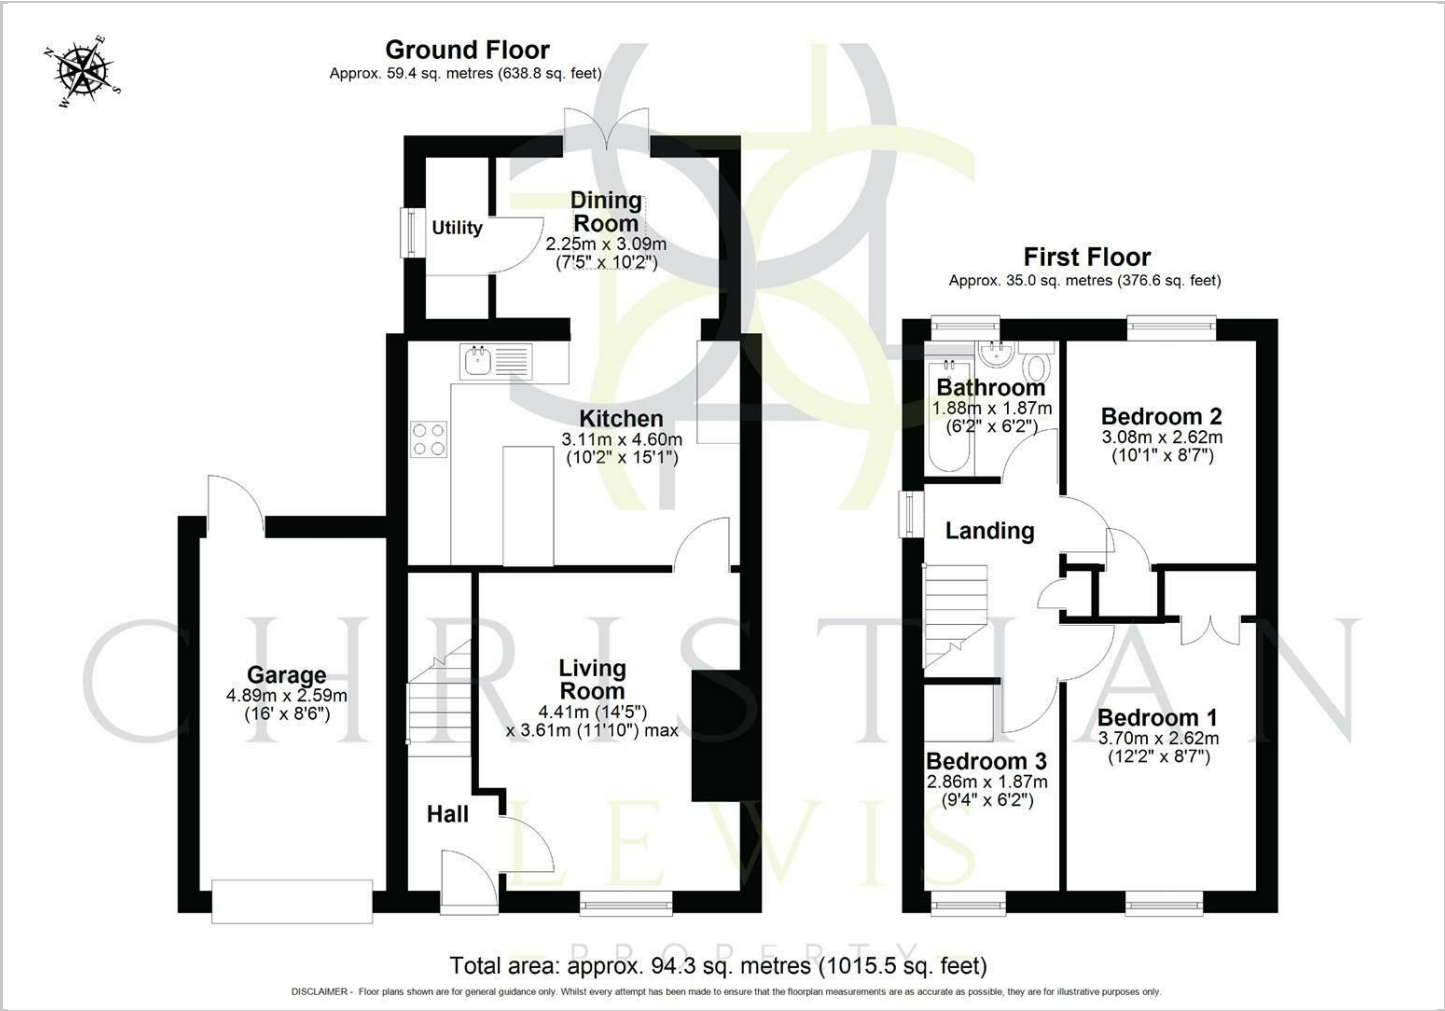 N
E
W
S
Ground Floor
Approx. 59.4 sq. metres (638.8 sq. feet)
Utility
Dining
Room
2.25m x 3.09m
(7'5" x 10'2")
Kitchen
3.11m x 4.60m
(10'2" x 15'1")
Garage
4.89m x 2.59m
(16' x 8'6")
Living
Room
4.41m (14'5")
x 3.61m (11'10") max
Hall
First Floor
Approx. 35.0 sq. metres (376.6 sq. feet)
Bathroom
1.88m x 1.87m
(6'2" x 6'2")
Bedroom 2
3.08m x 2.62m
(10'1" x 8'7")
Landing
Bedroom 3
2.86m x 1.87m
(9'4" x 6'2")
Bedroom 1
3.70m x 2.62m
(12'2" x 8'7")
CHRISTIAN
LEWIS
PROPERTY
Total area: approx. 94.3 sq. metres (1015.5 sq. feet)
DISCLAIMER - Floor plans shown are for general guidance only. Whilst every attempt has been made to ensure that the floorplan measurements are as accurate as possible, they are for illustrative purposes only.